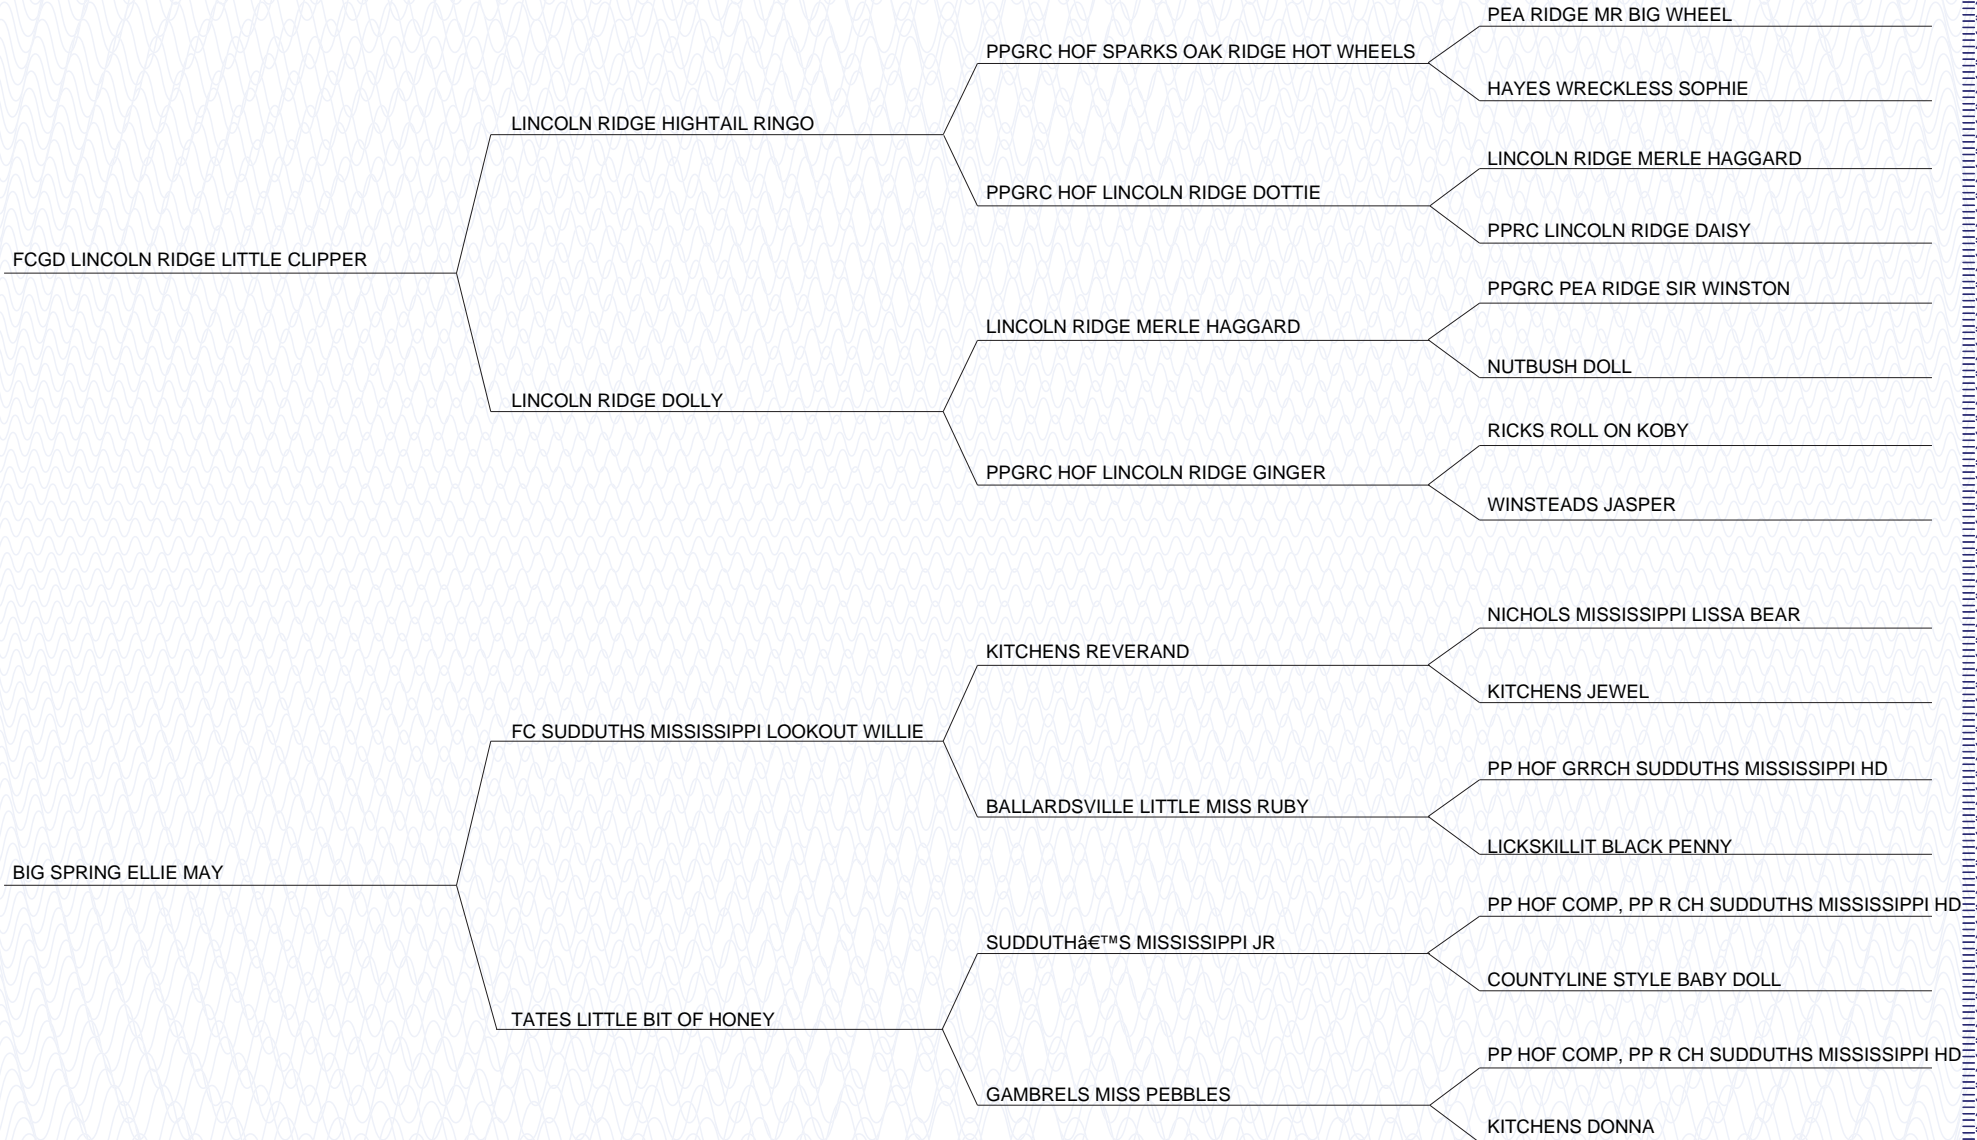 PEA RIDGE MR BIG WHEEL
PPGRC HOF SPARKS OAK RIDGE HOT WHEELS
HAYES WRECKLESS SOPHIE
LINCOLN RIDGE HIGHTAIL RINGO
LINCOLN RIDGE MERLE HAGGARD
PPGRC HOF LINCOLN RIDGE DOTTIE
PPRC LINCOLN RIDGE DAISY
FCGD LINCOLN RIDGE LITTLE CLIPPER
PPGRC PEA RIDGE SIR WINSTON
LINCOLN RIDGE MERLE HAGGARD
NUTBUSH DOLL
LINCOLN RIDGE DOLLY
RICKS ROLL ON KOBY
PPGRC HOF LINCOLN RIDGE GINGER
WINSTEADS JASPER
NICHOLS MISSISSIPPI LISSA BEAR
KITCHENS REVERAND
KITCHENS JEWEL
FC SUDDUTHS MISSISSIPPI LOOKOUT WILLIE
PP HOF GRRCH SUDDUTHS MISSISSIPPI HD
BALLARDSVILLE LITTLE MISS RUBY
LICKSKILLIT BLACK PENNY
BIG SPRING ELLIE MAY
PP HOF COMP, PP R CH SUDDUTHS MISSISSIPPI HD
SUDDUTHâ€™S MISSISSIPPI JR
COUNTYLINE STYLE BABY DOLL
TATES LITTLE BIT OF HONEY
PP HOF COMP, PP R CH SUDDUTHS MISSISSIPPI HD
GAMBRELS MISS PEBBLES
KITCHENS DONNA